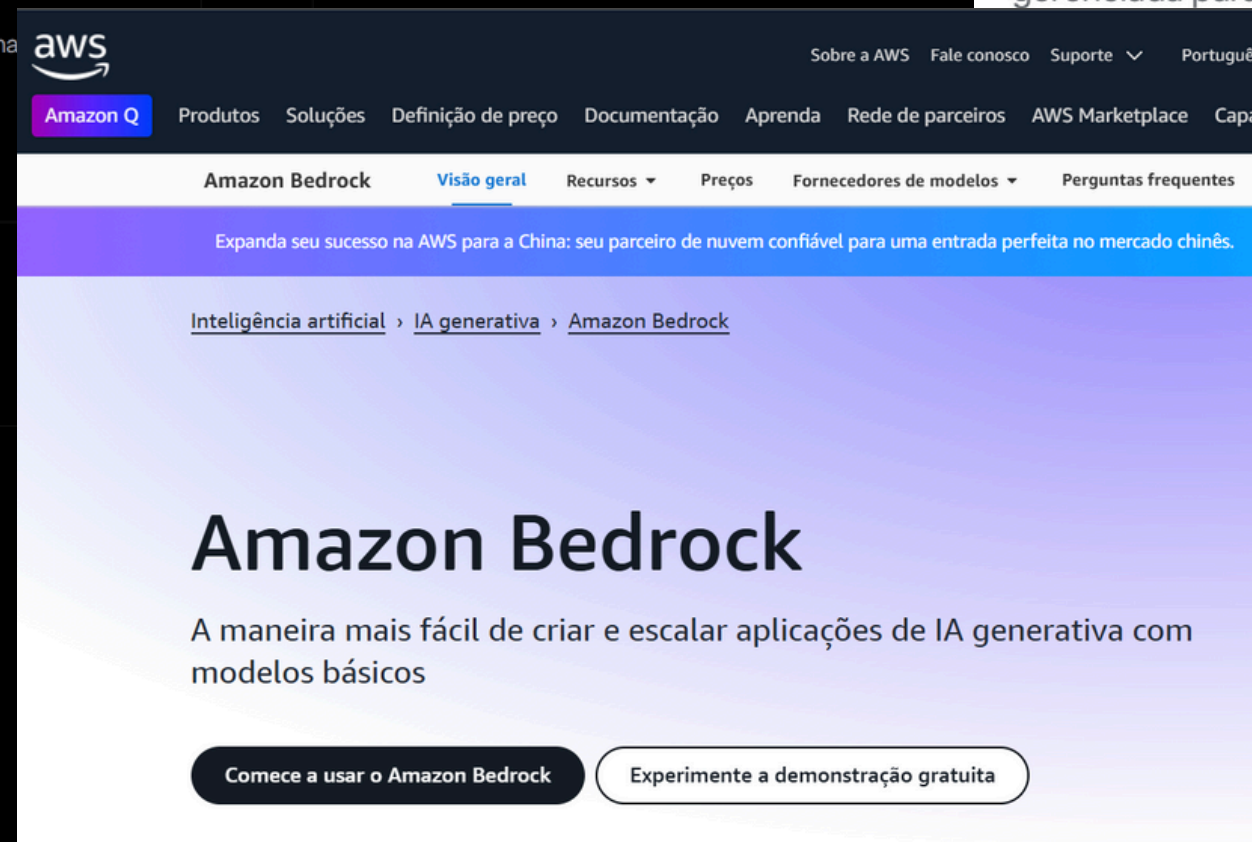 aws
Sobre a AWS Fale conosco Suporte
Amazon Q Produtos Soluções Definição de preço Documentação Aprenda Rede de parceiros AWS Marketplace
Amazon Bedrock Visão geral Recursos Preços Fornecedores de modelos Perguntas frequentes
Expanda seu sucesso na AWS para a China: seu parceiro de nuvem confiável para uma entrada perfeita no mercado chinês.
Inteligência artificial › IA generativa › Amazon Bedrock
Amazon Bedrock
A maneira mais fácil de criar e escalar aplicações de IA generativa com
modelos básicos
Comece a usar o Amazon Bedrock Experimente a demonstração gratuita